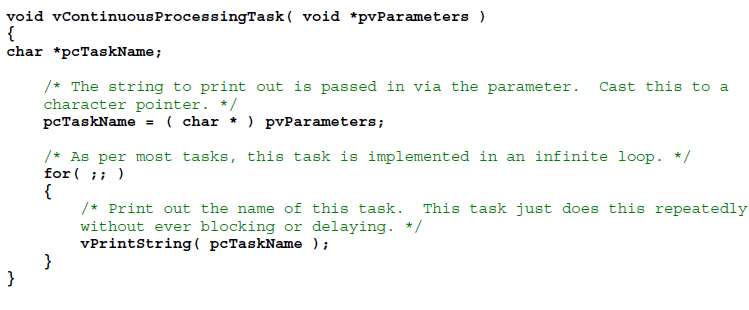 void vContinuousProcessingTask( void *pvParameters )
{
char *pcTaskName;
/* The string to print out is passed in via the parameter.  Cast this to a
character pointer. */
pcTaskName = ( char * ) pvParameters;
/* As per most tasks, this task is implemented in an infinite loop. */
for( ;; )
{
/* Print out the name of this task.  This task just does this repeatedly
without ever blocking or delaying. */
vPrintString( pcTaskName );
}
}